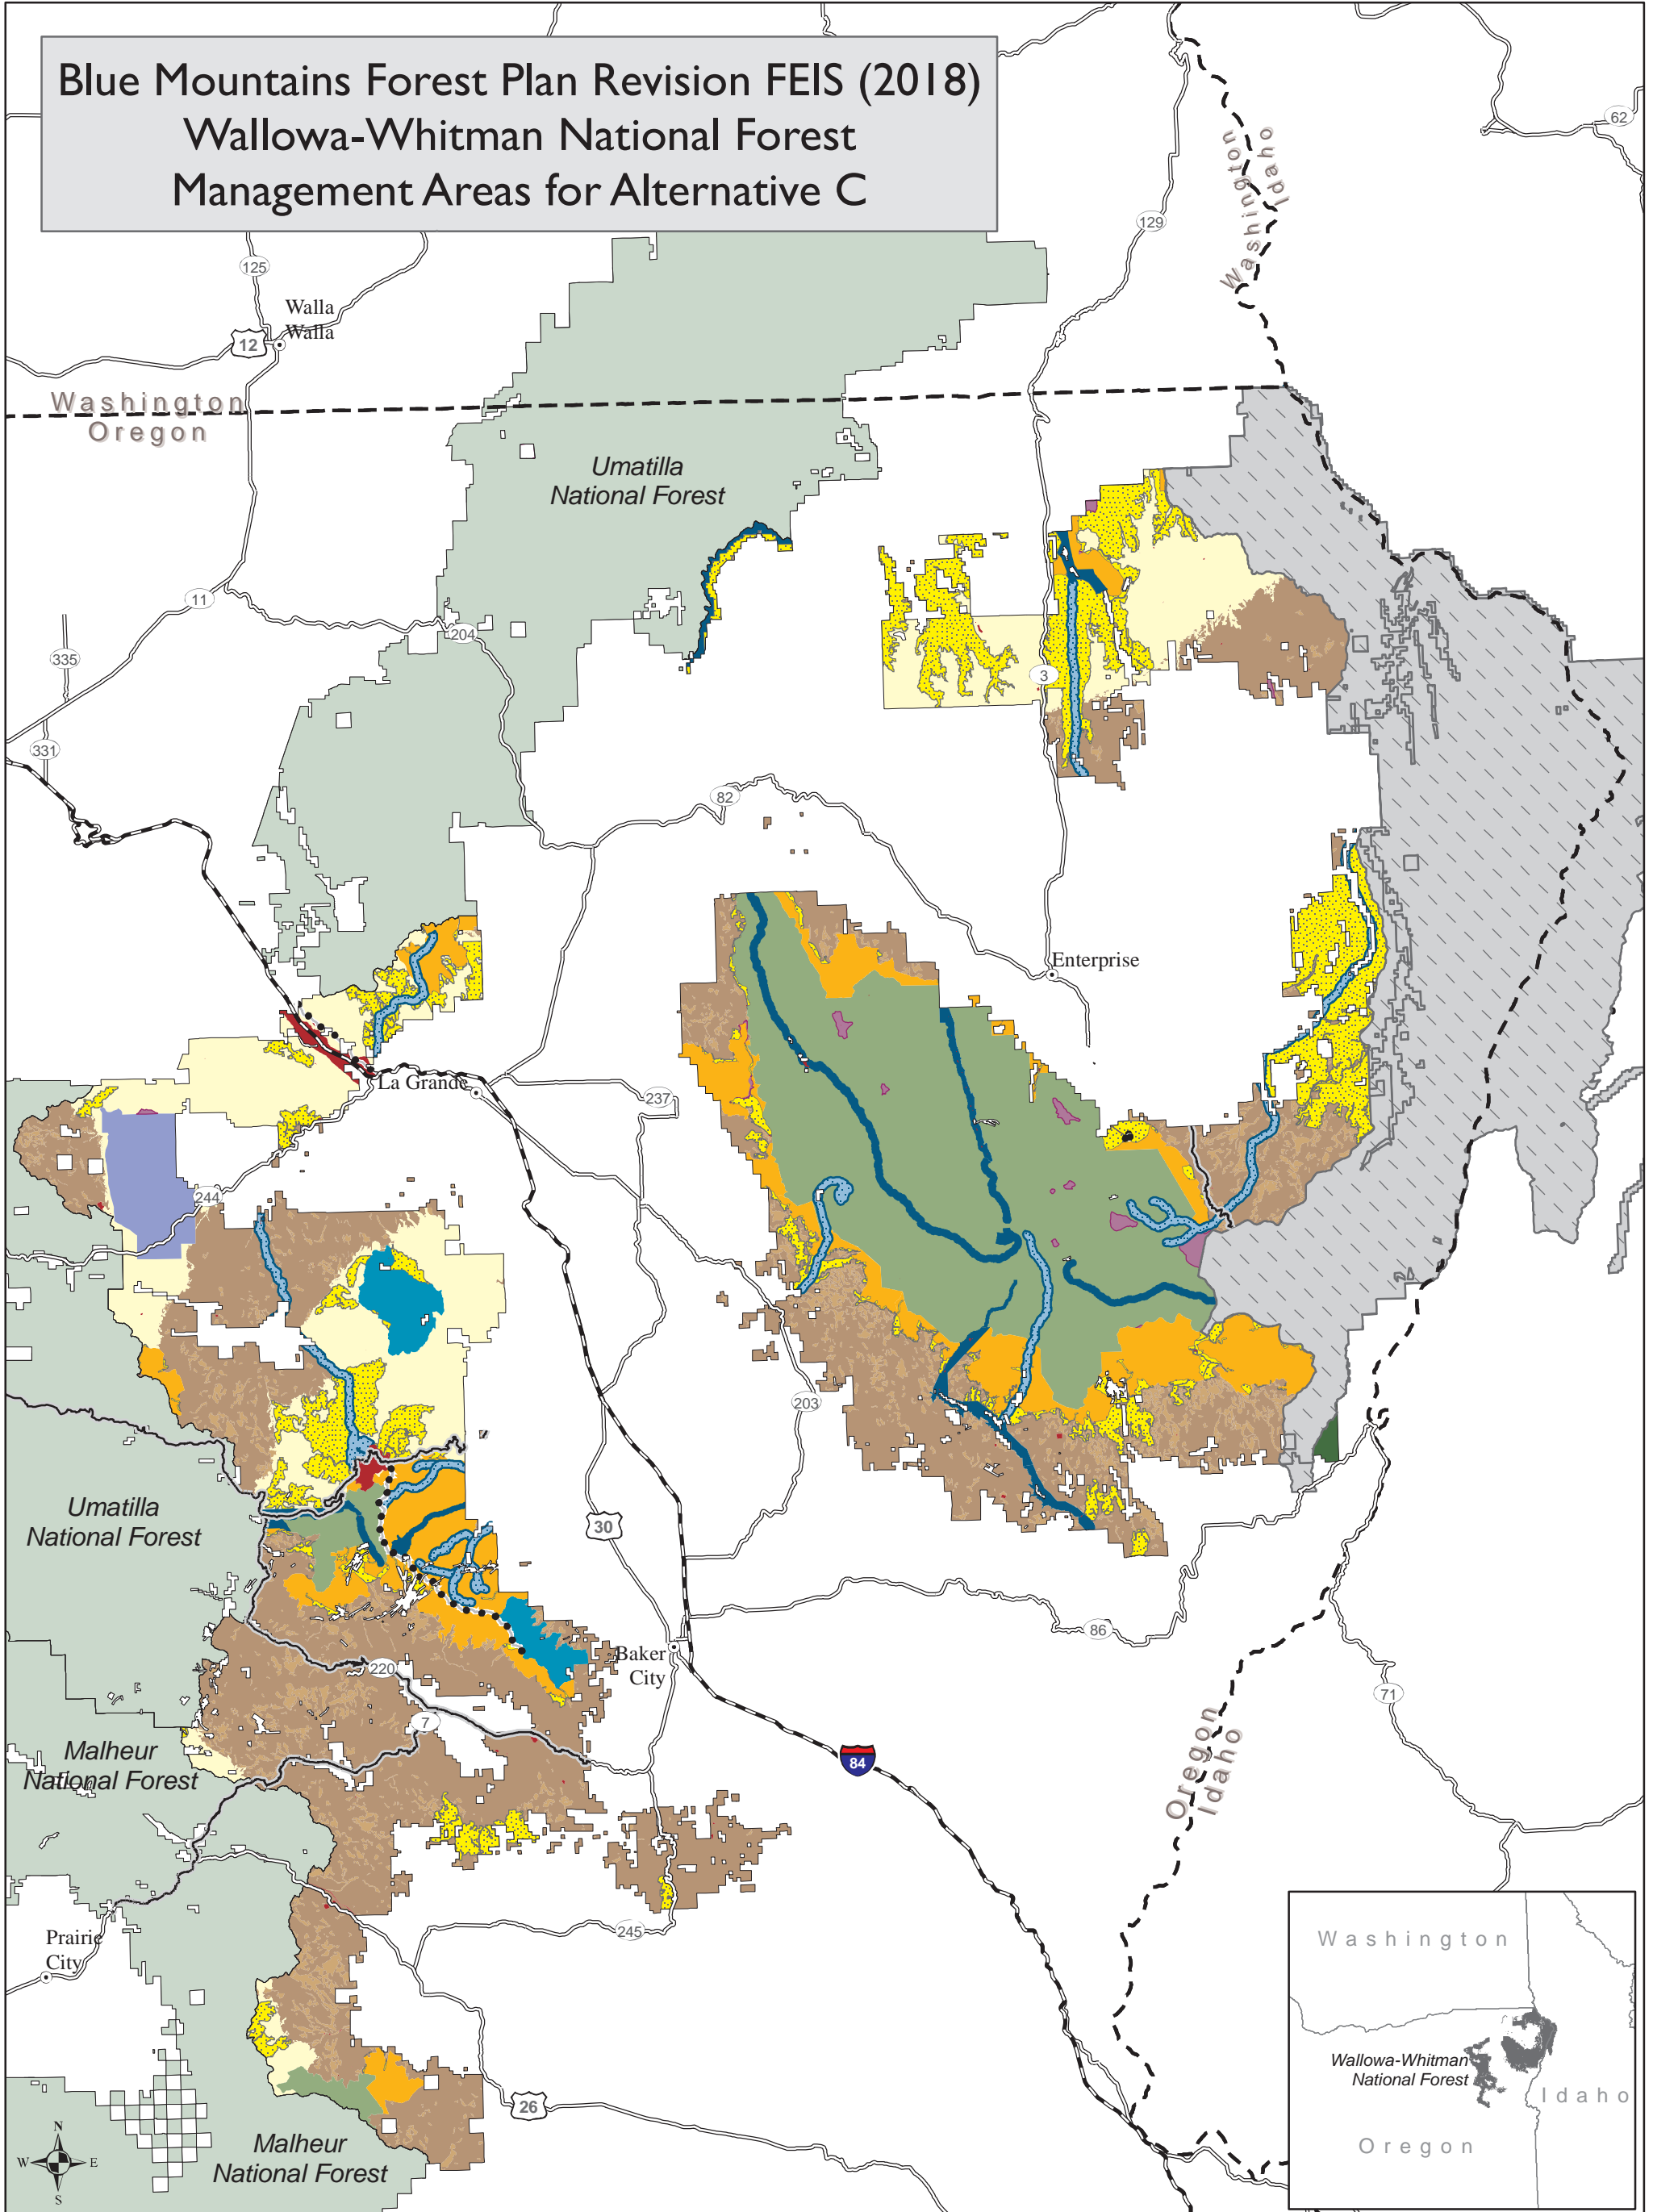 Blue Mountains Forest Plan Revision FEIS (2018)
Wallowa-Whitman National Forest
Management Areas for Alternative C
62
Washington
Idaho
129
125
Walla
Walla
12
Washington
Oregon
Umatilla
National Forest
11
204
335
3
331
82
Enterprise
La Grande
237
244
203
Umatilla
National Forest
30
86
Baker
City
220
71
7
Malheur
National Forest
84
Oregon
Idaho
Prairie
City
245
26
Malheur
National Forest
N
W
E
S
Washington
Wallowa-Whitman
National Forest
Idaho
Oregon